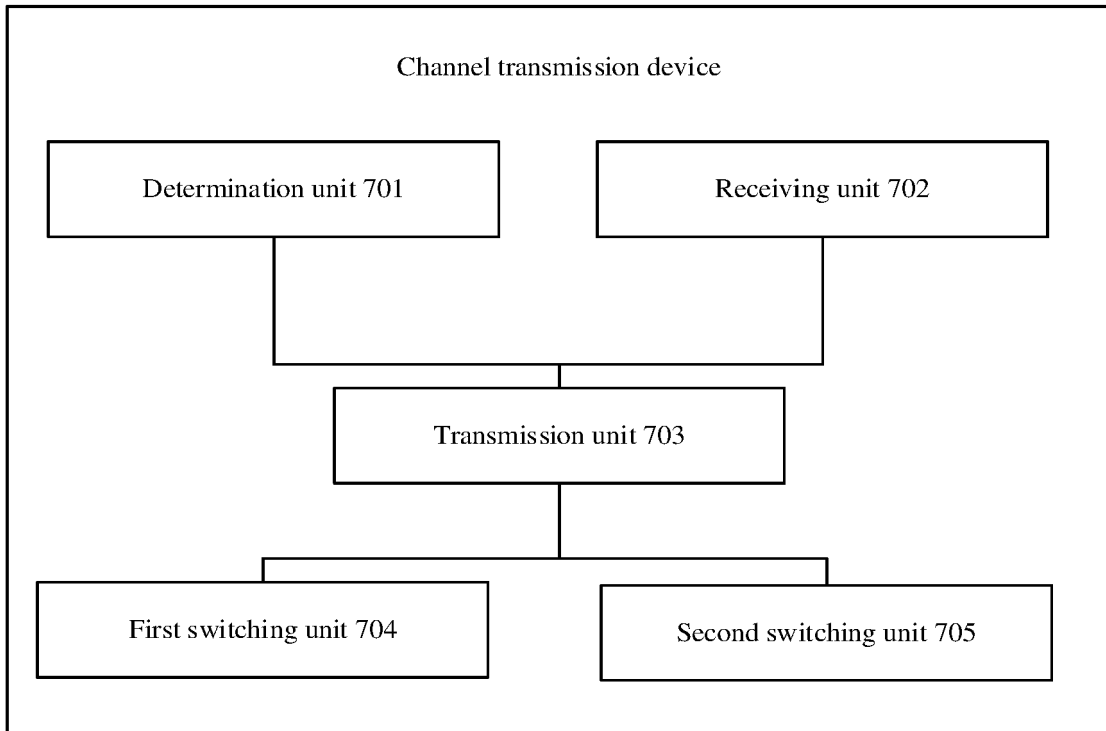 Channel transmission device
Determination unit 701
Receiving unit 702
Transmission unit 703
First switching unit 704
Second switching unit 705